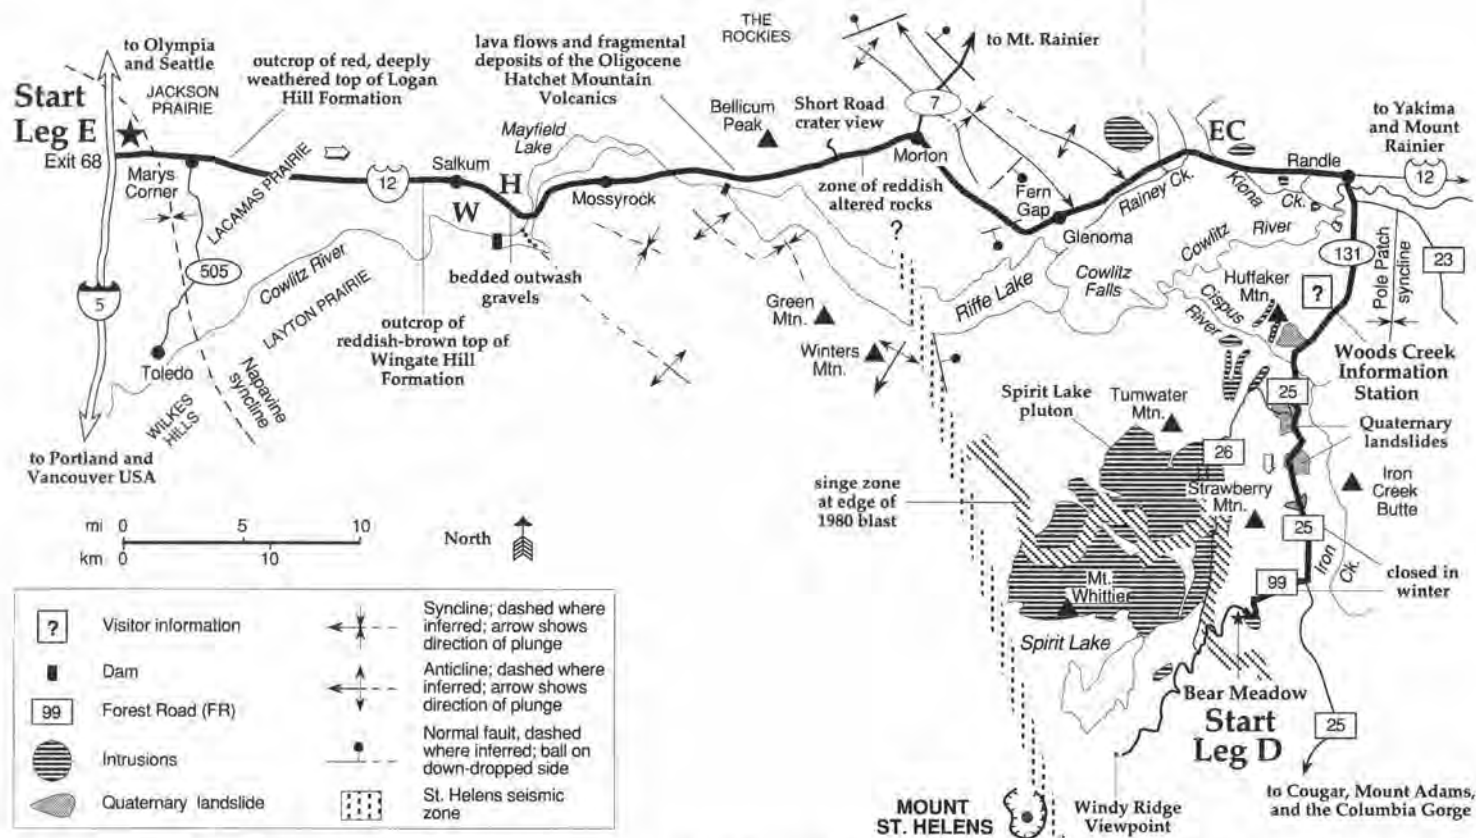 THE
ROCKIES
to Olympia
and Seattle
outcrop of red, deeply
weathered top of Logan
Hill Formation
lava flows and fragmental
deposits of the Oligocene
Hatchet Mountain
Volcanics
to Mt. Rainier
Start
Leg E
JACKSON
PRAIRIE
Exit 68
Marys
Corner
LACAMAS PRAIRIE
12
Salkum
Mayfield
Lake
H
W
Mossyrock
Bellicum
Peak
Short Road
crater view
7
Morton
zone of reddish
altered rocks
Fern
Gap
Glenoma
Rainey Ck.
EC
Kiona
Ck.
Randle
to Yakima
and Mount
Rainier
12
505
5
Cowlitz River
LAYTON PRAIRIE
Toledo
WILKES
HILLS
Napavine
syncline
to Portland and
Vancouver USA
bedded outwash
gravels
outcrop of
reddish-brown top of
Wingate Hill
Formation
Green
Mtn.
Winters
Mtn.
?
Riffe Lake
Cowlitz
Falls
Cowlitz
River
Cispus
River
Huffaker
Mtn.
?
131
Pole Patch
syncline
23
Woods Creek
Information
Station
25
Quaternary
landslides
Spirit Lake
pluton
Tumwater
Mtn.
26
Strawberry
Mtn.
Iron
Creek
Butte
singe zone
at edge of
1980 blast
25
Iron
Ck.
closed in
winter
99
Mt.
Whittier
Spirit Lake
Bear Meadow
Start
Leg D
25
to Cougar, Mount Adams,
and the Columbia Gorge
MOUNT
ST. HELENS
Windy Ridge
Viewpoint
mi 0 5 10
km 0 10
North
? Visitor information
Dam
99 Forest Road (FR)
Intrusions
Quaternary landslide
Syncline; dashed where
inferred; arrow shows
direction of plunge
Anticline; dashed where
inferred; arrow shows
direction of plunge
Normal fault, dashed
where inferred; ball on
down-dropped side
St. Helens seismic
zone